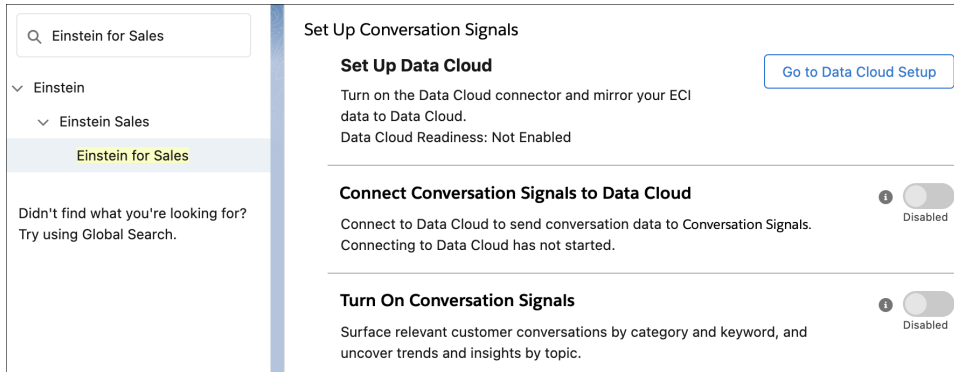 Einstein for Sales
Einstein
Einstein Sales
Einstein for Sales
Didn't find what you're looking for?
Try using Global Search.
Set Up Conversation Signals
Set Up Data Cloud
Go to Data Cloud Setup
Turn on the Data Cloud connector and mirror your ECI
data to Data Cloud.
Data Cloud Readiness: Not Enabled
Connect Conversation Signals to Data Cloud
Disabled
Connect to Data Cloud to send conversation data to Conversation Signals.
Connecting to Data Cloud has not started.
Turn On Conversation Signals
Disabled
Surface relevant customer conversations by category and keyword, and
uncover trends and insights by topic.